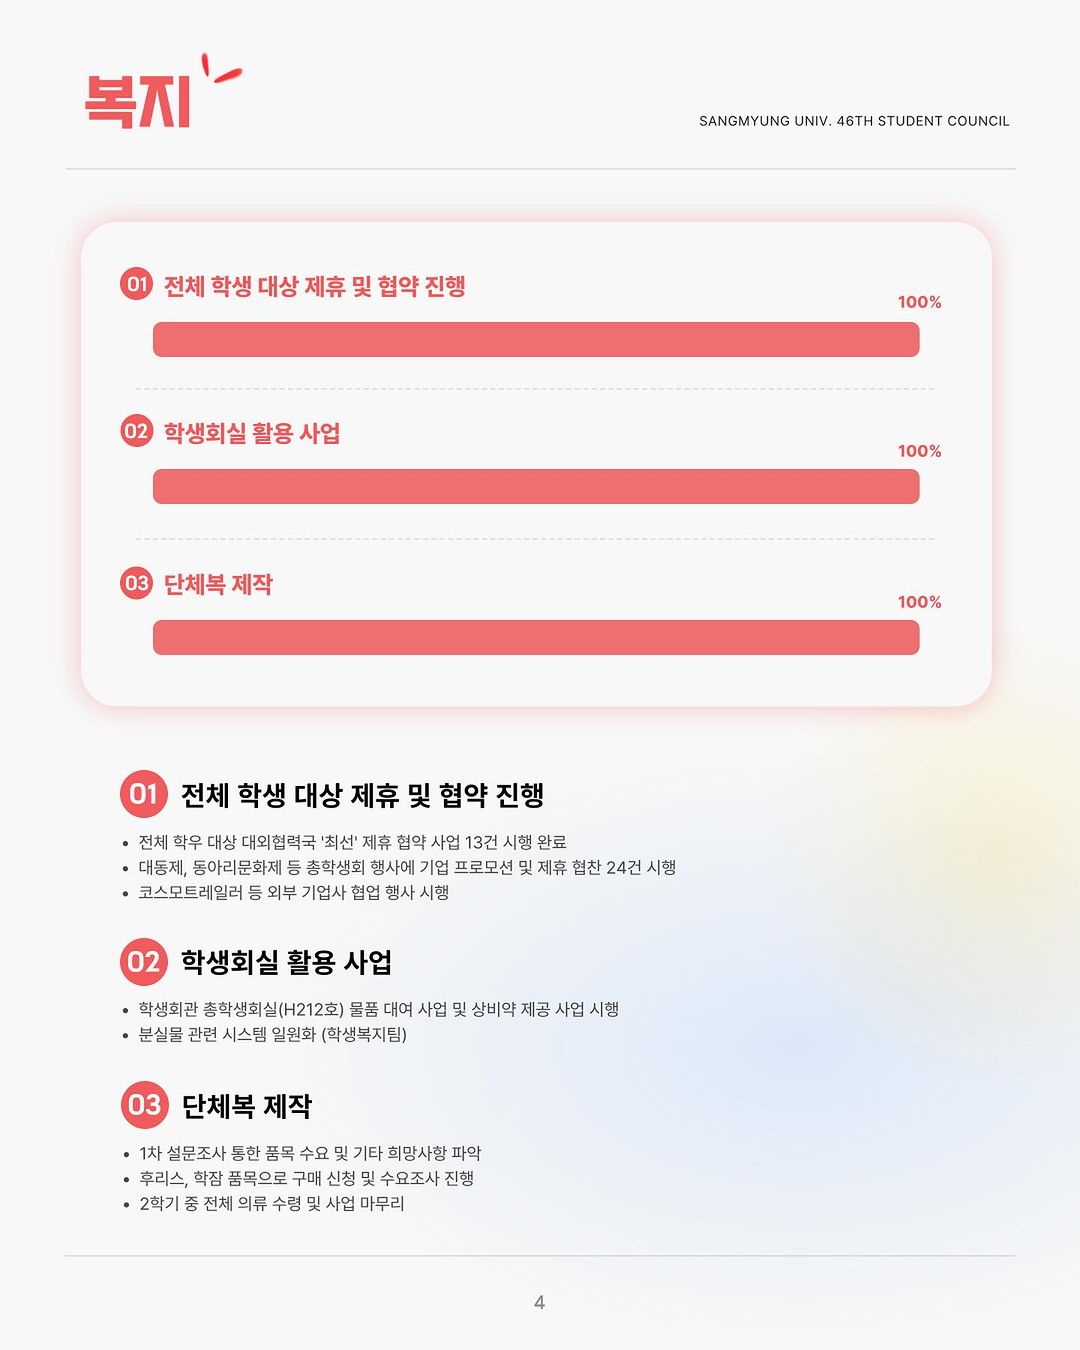 복지
SANGMYUNG UNIV. 46TH STUDENT COUNCIL
01 전체 학생 대상 제휴 및 협약 진행
100%
02 학생회실 활용 사업
100%
03 단체복 제작
100%
01 전체 학생 대상 제휴 및 협약 진행
• 전체 학우 대상 대외협력국 '최선' 제휴 협약 사업 13건 시행 완료
• 대동제, 동아리문화제 등 총학생회 행사에 기업 프로모션 및 제휴 협찬 24건 시행
• 코스모트레일러 등 외부 기업사 협업 행사 시행
02 학생회실 활용 사업
• 학생회관 총학생회실(H212호) 물품 대여 사업 및 상비약 제공 사업 시행
• 분실물 관련 시스템 일원화 (학생복지팀)
03 단체복 제작
• 1차 설문조사 통한 품목 수요 및 기타 희망사항 파악
• 후리스, 학잠 품목으로 구매 신청 및 수요조사 진행
• 2학기 중 전체 의류 수령 및 사업 마무리
4